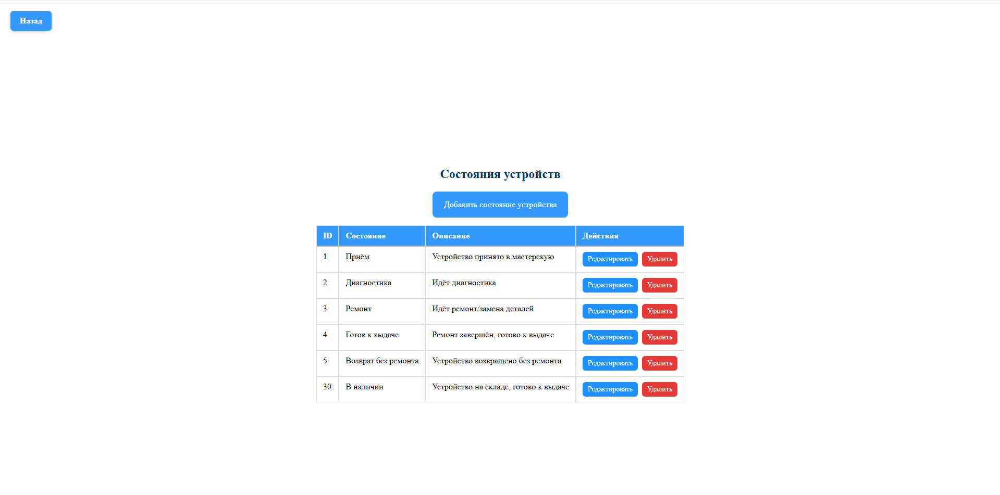 Назад
Состояния устройств
Добавить состояние устройства
ID Состояние Описание Действия
1 Приём Устройство принято в мастерскую Редактировать Удалить
2 Диагностика Идёт диагностика Редактировать Удалить
3 Ремонт Идёт ремонт/замена деталей Редактировать Удалить
4 Готов к выдаче Ремонт завершён, готово к выдаче Редактировать Удалить
5 Возврат без ремонта Устройство возвращено без ремонта Редактировать Удалить
30 В наличии Устройство на складе, готово к выдаче Редактировать Удалить